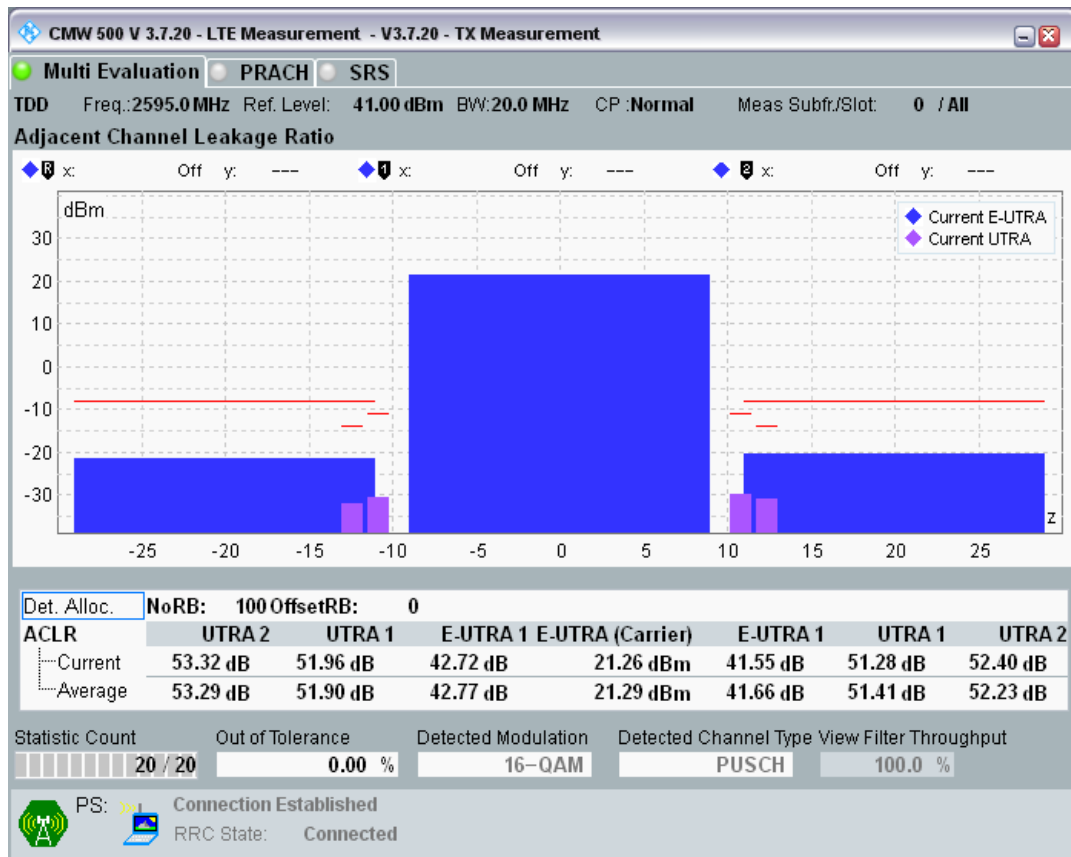 CMW 500 V 3.7.20 - LTE Measurement - V3.7.20 - TX Measurement
Multi Evaluation PRACH SRS
TDD Freq.:2595.0 MHz Ref. Level: 41.00 dBm BW:20.0 MHz CP :Normal Meas Subfr./Slot: 0 / All
Adjacent Channel Leakage Ratio
R x: Off y: --- 1 x: Off y: --- 2 x: Off y: ---
dBm
Current E-UTRA
Current UTRA
30
20
10
0
-10
-20
-30
z
-25 -20 -15 -10 -5 0 5 10 15 20 25
Det. Alloc. NoRB: 100 OffsetRB: 0
ACLR UTRA 2 UTRA 1 E-UTRA 1 E-UTRA (Carrier) E-UTRA 1 UTRA 1 UTRA 2
Current 53.32 dB 51.96 dB 42.72 dB 21.26 dBm 41.55 dB 51.28 dB 52.40 dB
Average 53.29 dB 51.90 dB 42.77 dB 21.29 dBm 41.66 dB 51.41 dB 52.23 dB
Statistic Count Out of Tolerance Detected Modulation Detected Channel Type View Filter Throughput
20 / 20 0.00 % 16-QAM PUSCH 100.0 %
PS: Connection Established
RRC State: Connected